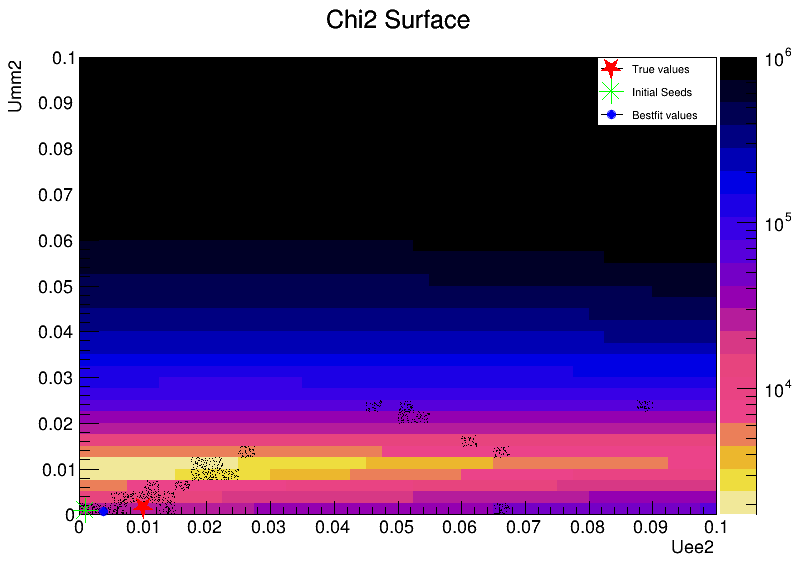 Chi2 Surface
Umm2
0.1
0.09
0.08
0.07
0.06
0.05
0.04
0.03
0.02
0.01
0
True values
Initial Seeds
Bestfit values
10^6
10^5
10^4
0 0.01 0.02 0.03 0.04 0.05 0.06 0.07 0.08 0.09 0.1
Uee2